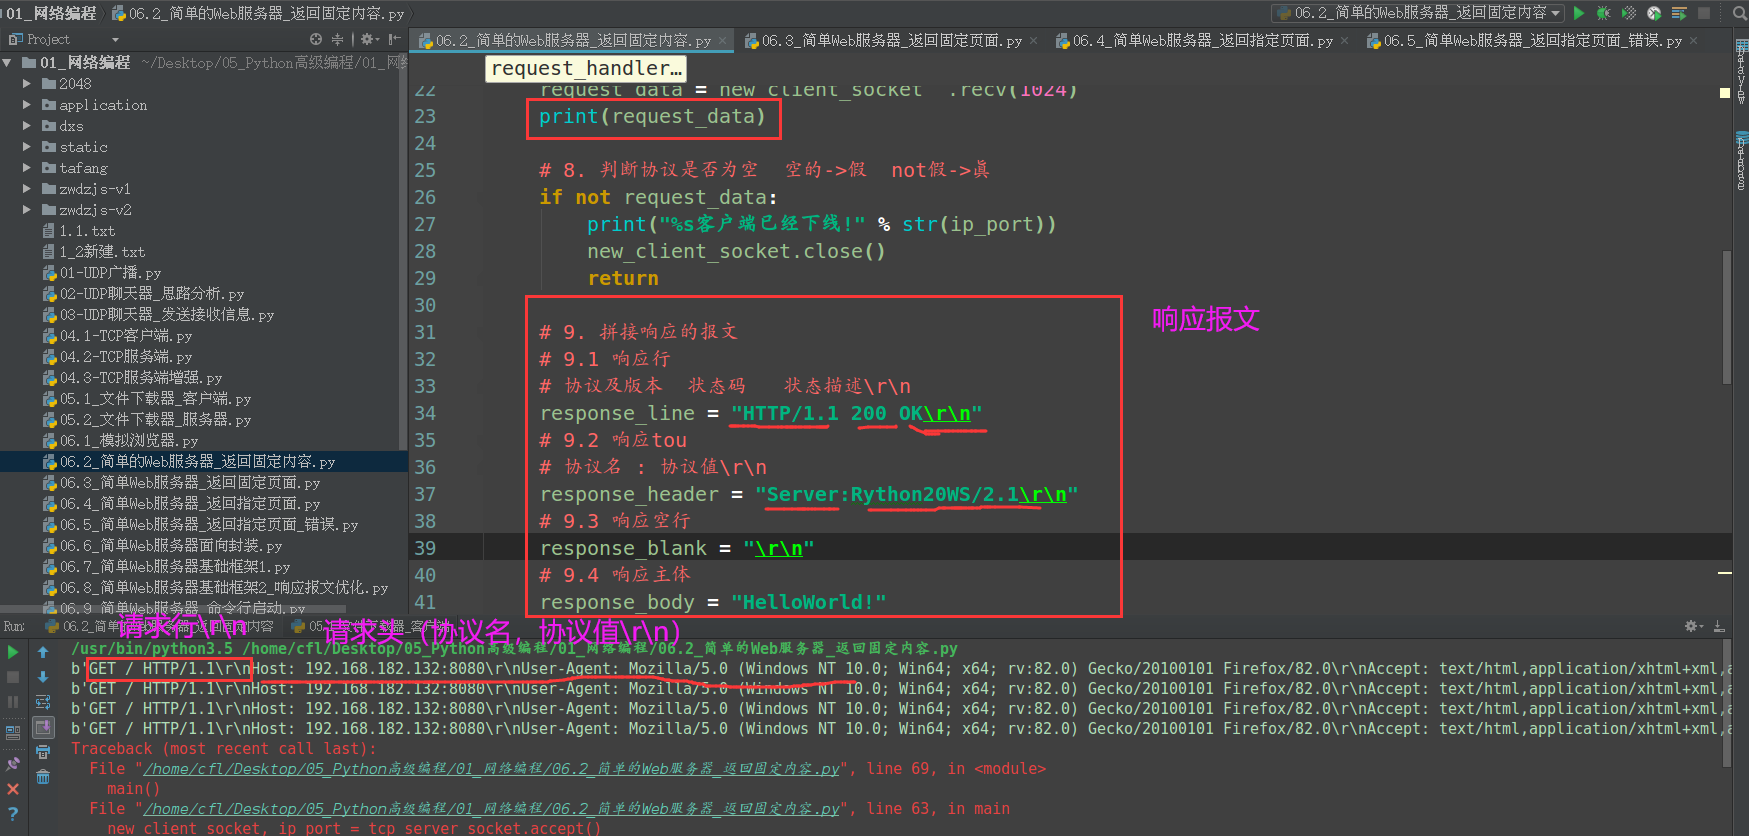 01_网络编程
06.2_简单的Web服务器_返回固定内容.py
06.2_简单的Web服务器_返回固定内容
Project
06.2_简单的Web服务器_返回固定内容.py
06.3_简单Web服务器_返回固定页面.py
06.4_简单Web服务器_返回指定页面.py
06.5_简单Web服务器_返回指定页面_错误.py
01_网络编程 ~/Desktop/05_Python高级编程/01_网络
2048
application
dxs
static
tafang
zwdzjs-v1
zwdzjs-v2
1.1.txt
1_2新建.txt
01-UDP广播.py
02-UDP聊天器_思路分析.py
03-UDP聊天器_发送接收信息.py
04.1-TCP客户端.py
04.2-TCP服务端.py
04.3-TCP服务端增强.py
05.1_文件下载器_客户端.py
05.2_文件下载器_服务器.py
06.1_模拟浏览器.py
06.2_简单的Web服务器_返回固定内容.py
06.3_简单Web服务器_返回固定页面.py
06.4_简单Web服务器_返回指定页面.py
06.5_简单Web服务器_返回指定页面_错误.py
06.6_简单Web服务器面向封装.py
06.7_简单Web服务器基础框架1.py
06.8_简单Web服务器基础框架2_响应报文优化.py
06.9_简单Web服务器_命令行启动.py
request_handler…
22 request_data = new_client_socket .recv(1024)
23 print(request_data)
24
25 # 8. 判断协议是否为空 空的->假 not假->真
26 if not request_data:
27 print("%s客户端已经下线!" % str(ip_port))
28 new_client_socket.close()
29 return
30
31 # 9. 拼接响应的报文
32 # 9.1 响应行
33 # 协议及版本 状态码 状态描述\r\n
34 response_line = "HTTP/1.1 200 OK\r\n"
35 # 9.2 响应tou
36 # 协议名 : 协议值\r\n
37 response_header = "Server:Rython20WS/2.1\r\n"
38 # 9.3 响应空行
39 response_blank = "\r\n"
40 # 9.4 响应主体
41 response_body = "HelloWorld!"
响应报文
Data View
Database
Run: 06.2_简单的Web服务器_返回固定内容
请求行\r\n
请求头（协议名，协议值\r\n）
/usr/bin/python3.5 /home/cfl/Desktop/05_Python高级编程/01_网络编程/06.2_简单的Web服务器_返回固定内容.py
b'GET / HTTP/1.1\r\nHost: 192.168.182.132:8080\r\nUser-Agent: Mozilla/5.0 (Windows NT 10.0; Win64; x64; rv:82.0) Gecko/20100101 Firefox/82.0\r\nAccept: text/html,application/xhtml+xml,a
b'GET / HTTP/1.1\r\nHost: 192.168.182.132:8080\r\nUser-Agent: Mozilla/5.0 (Windows NT 10.0; Win64; x64; rv:82.0) Gecko/20100101 Firefox/82.0\r\nAccept: text/html,application/xhtml+xml,a
b'GET / HTTP/1.1\r\nHost: 192.168.182.132:8080\r\nUser-Agent: Mozilla/5.0 (Windows NT 10.0; Win64; x64; rv:82.0) Gecko/20100101 Firefox/82.0\r\nAccept: text/html,application/xhtml+xml,a
b'GET / HTTP/1.1\r\nHost: 192.168.182.132:8080\r\nUser-Agent: Mozilla/5.0 (Windows NT 10.0; Win64; x64; rv:82.0) Gecko/20100101 Firefox/82.0\r\nAccept: text/html,application/xhtml+xml,a
Traceback (most recent call last):
File "/home/cfl/Desktop/05_Python高级编程/01_网络编程/06.2_简单的Web服务器_返回固定内容.py", line 69, in <module>
main()
File "/home/cfl/Desktop/05_Python高级编程/01_网络编程/06.2_简单的Web服务器_返回固定内容.py", line 63, in main
new_client_socket, ip_port = tcp_server_socket.accept()